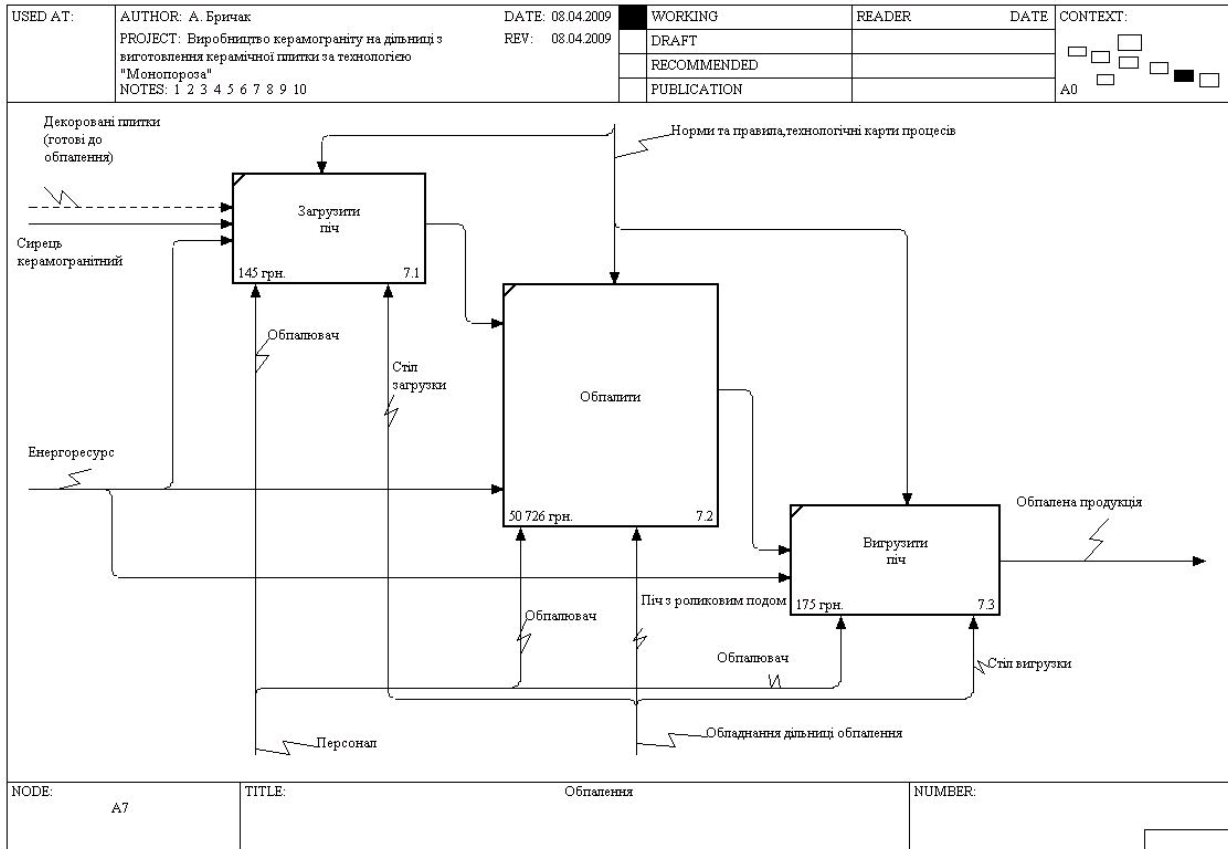 USED AT:
AUTHOR: А. Бричак
DATE: 08.04.2009
PROJECT: Виробництво керамограніту на дільниці з
виготовлення керамічної плитки за технологією
"Монопороза"
REV: 08.04.2009
NOTES: 1 2 3 4 5 6 7 8 9 10
WORKING
DRAFT
RECOMMENDED
PUBLICATION
READER
DATE
CONTEXT:
A0
Декоровані плитки
(готові до
обпалення)
Норми та правила,технологічні карти процесів
Загрузити
піч
145 грн.
7.1
Сирець
керамогранітний
Обпалювач
Стіл
загрузки
Обпалити
50 726 грн.
7.2
Енергоресурс
Обпалена продукція
Вигрузити
піч
175 грн.
7.3
Піч з роликовим подом
Обпалювач
Обпалювач
Стіл вигрузки
Персонал
Обладнання дільниці обпалення
NODE:
A7
TITLE:
Обпалення
NUMBER: